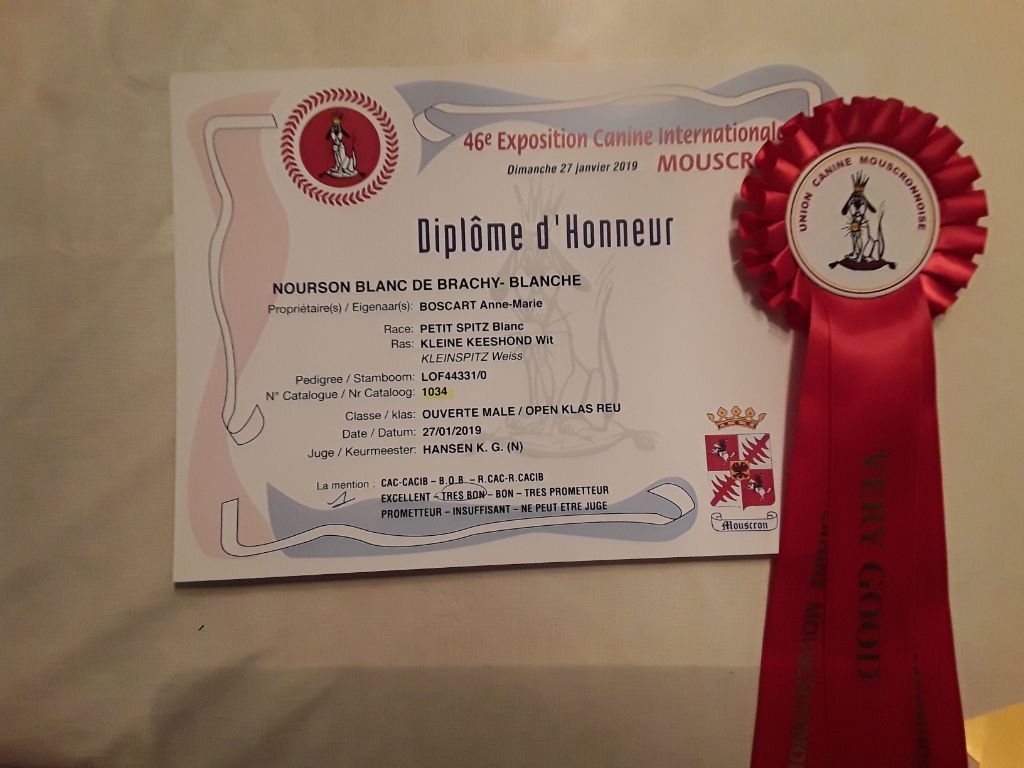 46e Exposition Canine Internationale
Dimanche 27 janvier 2019
Diplôme d'Honneur
NOURSON BLANC DE BRACHY- BLANCHE
Propriétaire(s) / Eigenaar(s): BOSCART Anne-Marie
Race: PETIT SPITZ Blanc
Ras: KLEINE KEESHOND Wit
KLEINSPITZ Weiss
Pedigree / Stamboom: LOF44331/0
N° Catalogue / Nr Cataloog: 1034
Classe / klas: OUVERTE MALE / OPEN KLAS REU
Date / Datum: 27/01/2019
Juge / Keurmeester: HANSEN K. G. (N)
La mention : CAC-CACIB – B.O.B. – R.CAC-R.CACIB
1 EXCELLENT – TRES BON – BON – TRES PROMETTEUR
PROMETTEUR – INSUFFISANT – NE PEUT ETRE JUGE
Mouscron
UNION CANINE MOUSCRONNOISE
VERY GOOD